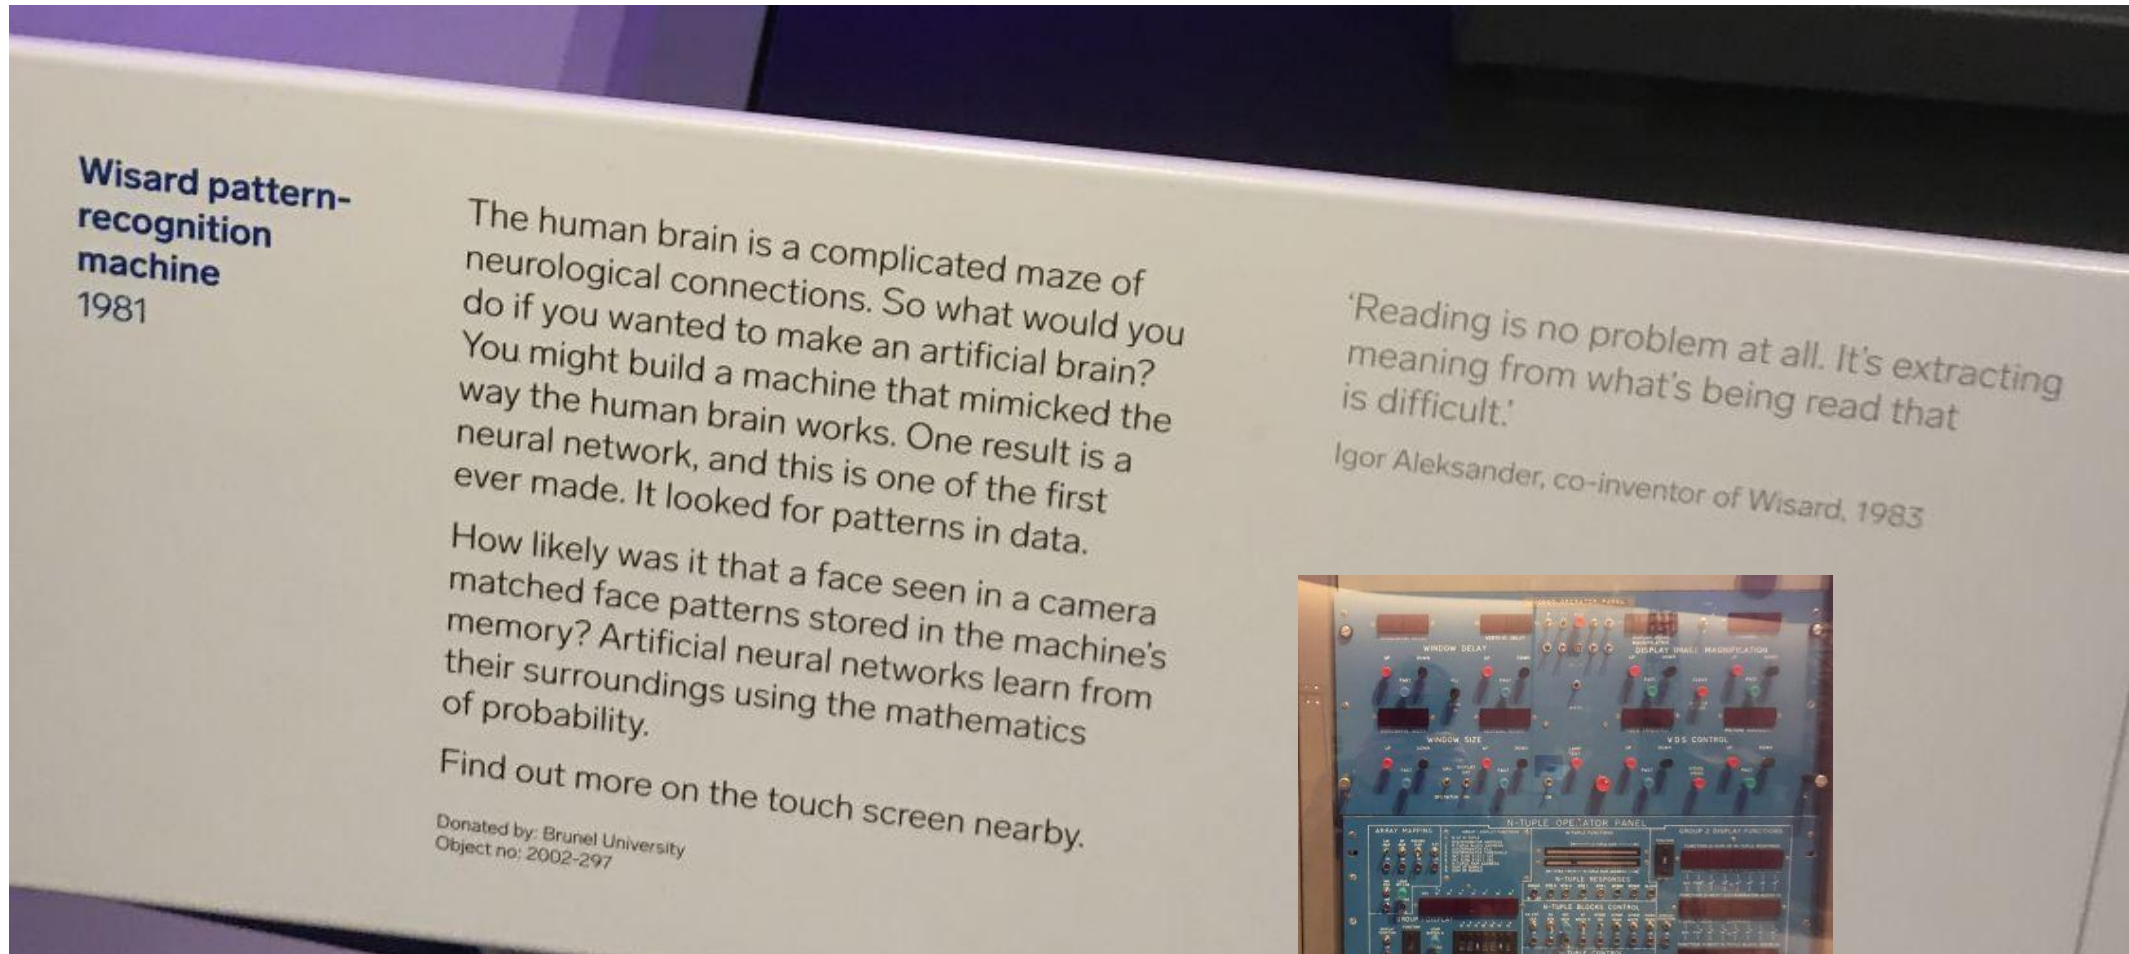 Wisard pattern-
recognition
machine
1981
The human brain is a complicated maze of
neurological connections. So what would you
do if you wanted to make an artificial brain?
You might build a machine that mimicked the
way the human brain works. One result is a
neural network, and this is one of the first
ever made. It looked for patterns in data.
How likely was it that a face seen in a camera
matched face patterns stored in the machine's
memory? Artificial neural networks learn from
their surroundings using the mathematics
of probability.
Find out more on the touch screen nearby.
Donated by: Brunel University
Object no: 2002-297
'Reading is no problem at all. It's extracting
meaning from what's being read that
is difficult.'
Igor Aleksander, co-inventor of Wisard, 1983
WINDOW DELAY
DISPLAY IMAGE MAGNIFICATION
WINDOW SIZE
VDS CONTROL
N-TUPLE OPERATOR PANEL
ARRAY MAPPING
GROUP 2 DISPLAY FUNCTIONS
N-TUPLE RESPONSES
N-TUPLE BLOCKS CONTROL